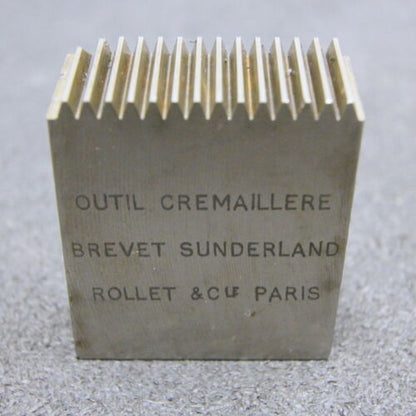 OUTIL CREMAILLERE
BREVET SUNDERLAND
ROLLET & CIE PARIS